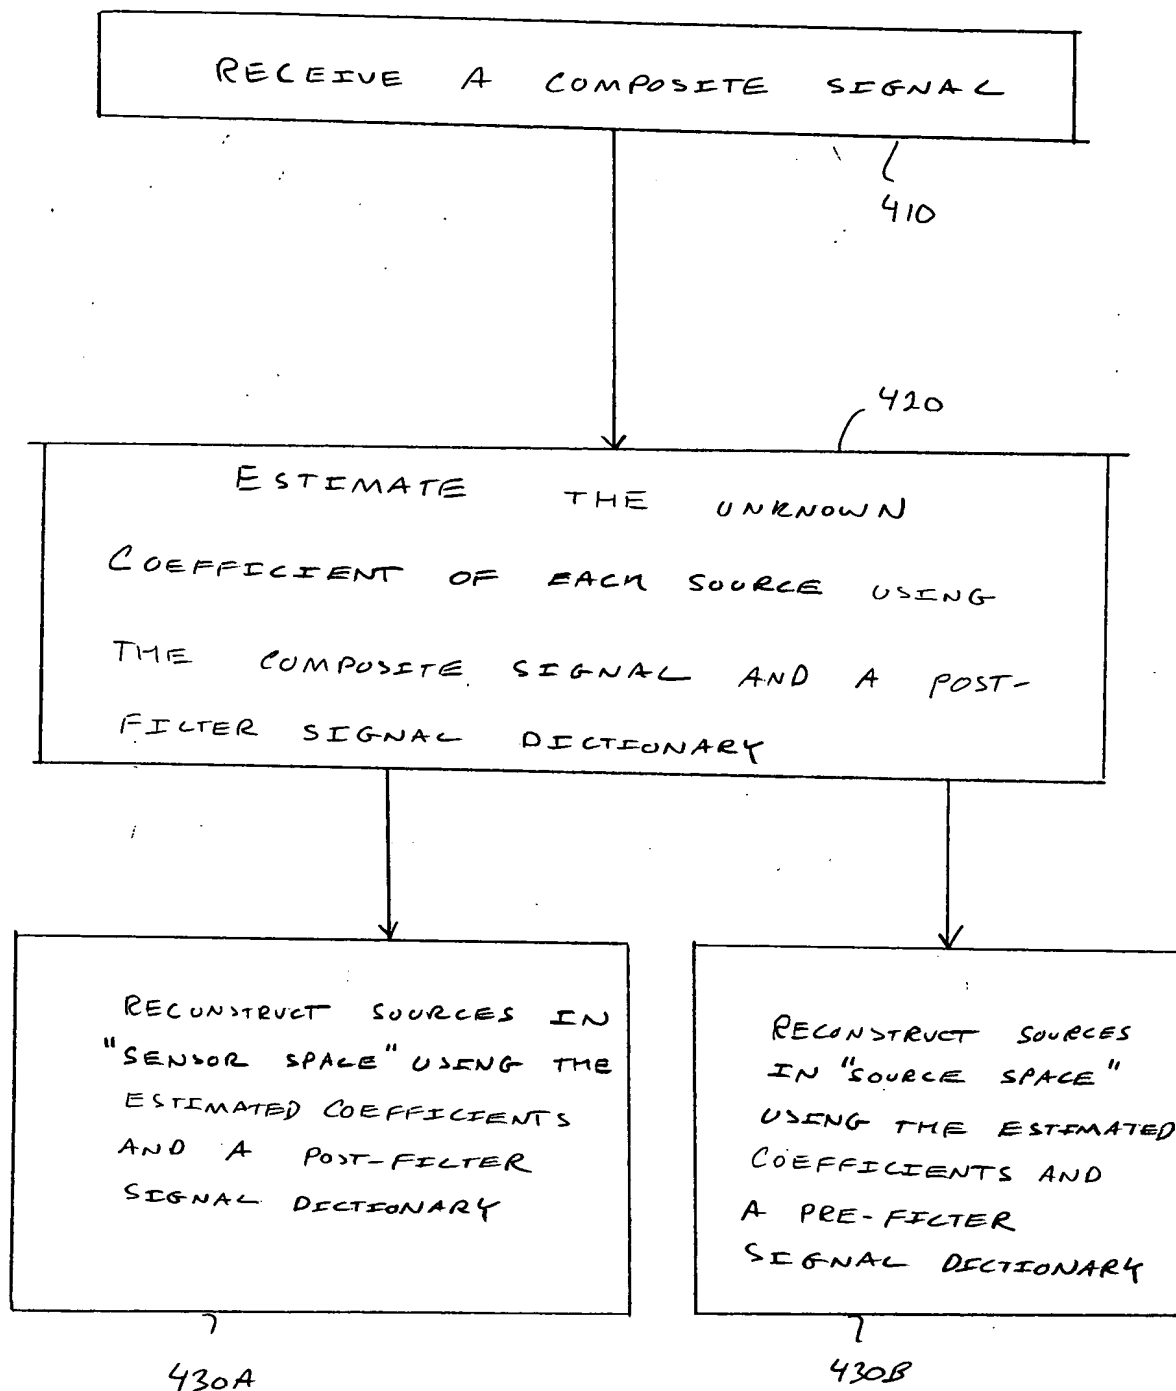 RECEIVE A COMPOSITE SIGNAL
410
420
ESTIMATE THE UNKNOWN
COEFFICIENT OF EACH SOURCE USING
THE COMPOSITE SIGNAL AND A POST-
FILTER SIGNAL DICTIONARY
RECONSTRUCT SOURCES IN
"SENSOR SPACE" USING THE
ESTIMATED COEFFICIENTS
AND A POST-FILTER
SIGNAL DICTIONARY
430A
RECONSTRUCT SOURCES
IN "SOURCE SPACE"
USING THE ESTIMATED
COEFFICIENTS AND
A PRE-FILTER
SIGNAL DICTIONARY
430B